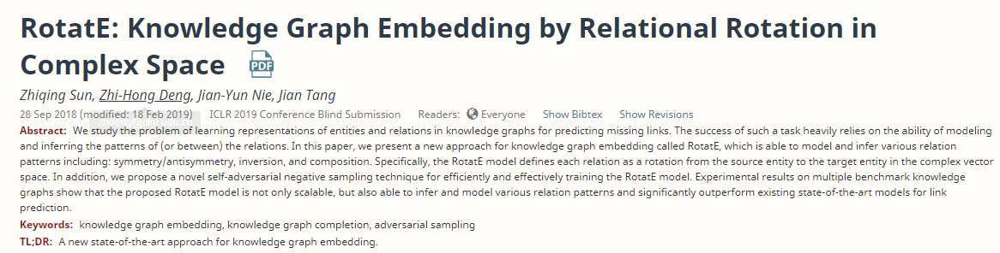 RotatE: Knowledge Graph Embedding by Relational Rotation in
Complex Space PDF
Zhiqing Sun, Zhi-Hong Deng, Jian-Yun Nie, Jian Tang
28 Sep 2018 (modified: 18 Feb 2019) ICLR 2019 Conference Blind Submission Readers: Everyone Show Bibtex Show Revisions
Abstract: We study the problem of learning representations of entities and relations in knowledge graphs for predicting missing links. The success of such a task heavily relies on the ability of modeling
and inferring the patterns of (or between) the relations. In this paper, we present a new approach for knowledge graph embedding called RotatE, which is able to model and infer various relation
patterns including: symmetry/antisymmetry, inversion, and composition. Specifically, the RotatE model defines each relation as a rotation from the source entity to the target entity in the complex vector
space. In addition, we propose a novel self-adversarial negative sampling technique for efficiently and effectively training the RotatE model. Experimental results on multiple benchmark knowledge
graphs show that the proposed RotatE model is not only scalable, but also able to infer and model various relation patterns and significantly outperform existing state-of-the-art models for link
prediction.
Keywords: knowledge graph embedding, knowledge graph completion, adversarial sampling
TL;DR: A new state-of-the-art approach for knowledge graph embedding.